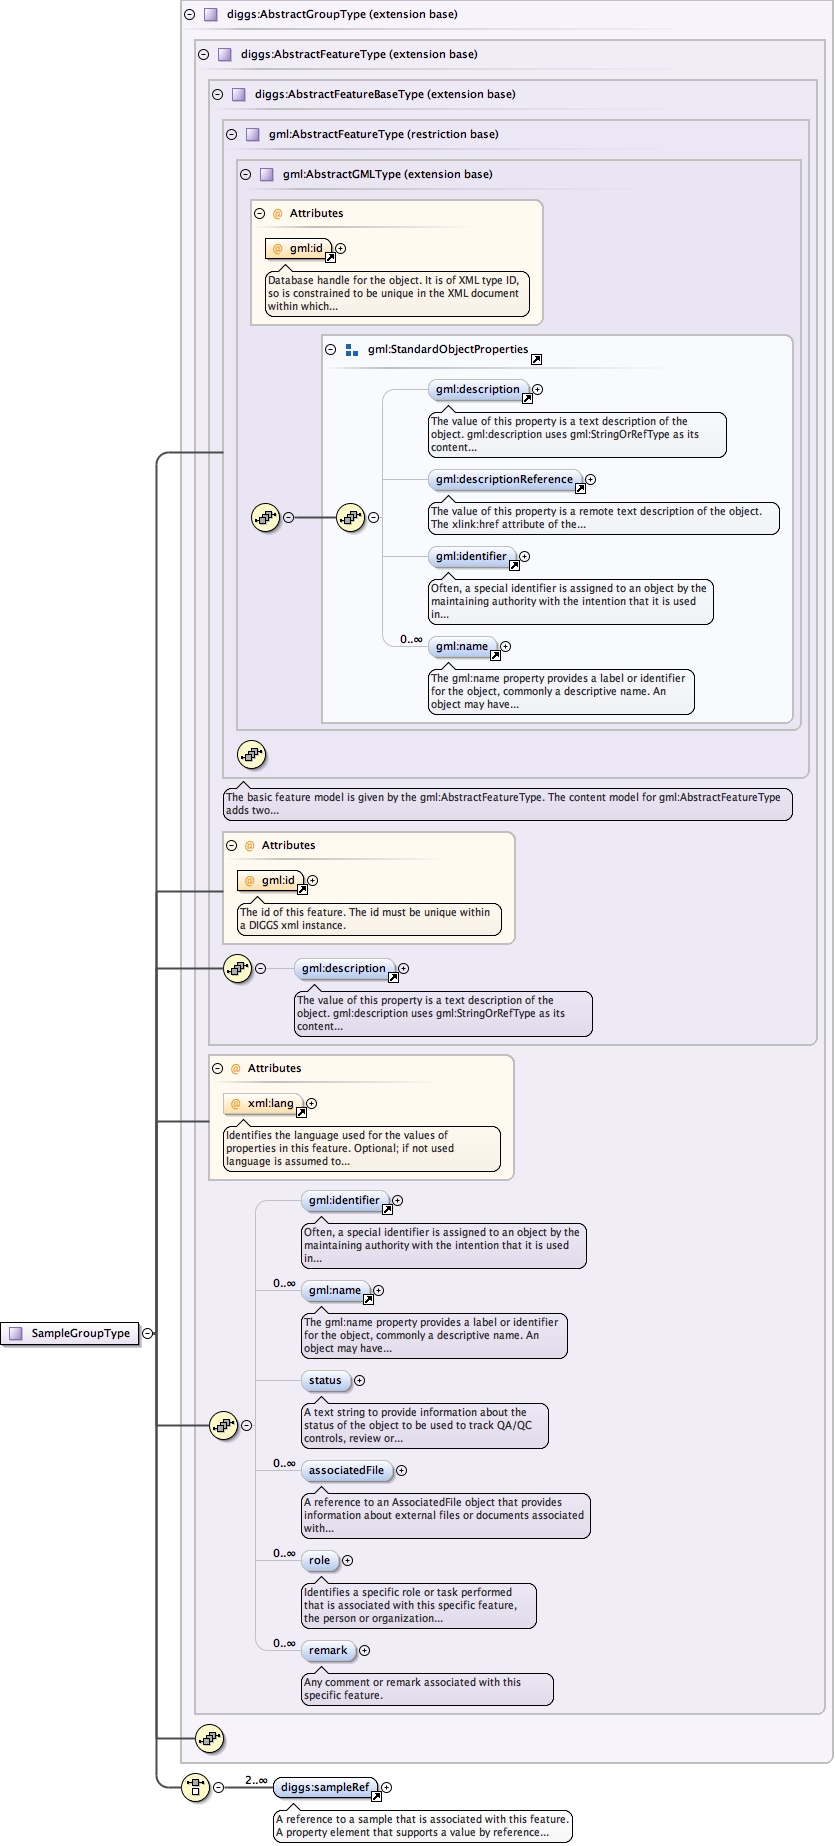 diggs:AbstractGroupType (extension base)
diggs:AbstractFeatureType (extension base)
diggs:AbstractFeatureBaseType (extension base)
gml:AbstractFeatureType (restriction base)
gml:AbstractGMLType (extension base)
@ Attributes
@ gml:id
Database handle for the object. It is of XML type ID,
so is constrained to be unique in the XML document
within which...
gml:StandardObjectProperties
gml:description
The value of this property is a text description of the
object. gml:description uses gml:StringOrRefType as its
content...
gml:descriptionReference
The value of this property is a remote text description of the object.
The xlink:href attribute of the...
gml:identifier
Often, a special identifier is assigned to an object by the
maintaining authority with the intention that it is used
in...
0..∞
gml:name
The gml:name property provides a label or identifier
for the object, commonly a descriptive name. An
object may have...
The basic feature model is given by the gml:AbstractFeatureType. The content model for gml:AbstractFeatureType
adds two...
@ Attributes
@ gml:id
The id of this feature. The id must be unique within
a DIGGS xml instance.
gml:description
The value of this property is a text description of the
object. gml:description uses gml:StringOrRefType as its
content...
@ Attributes
@ xml:lang
Identifies the language used for the values of
properties in this feature. Optional; if not used
language is assumed to...
gml:identifier
Often, a special identifier is assigned to an object by the
maintaining authority with the intention that it is used
in...
0..∞
gml:name
The gml:name property provides a label or identifier
for the object, commonly a descriptive name. An
object may have...
SampleGroupType
status
A text string to provide information about the
status of the object to be used to track QA/QC
controls, review or...
0..∞
associatedFile
A reference to an AssociatedFile object that provides
information about external files or documents associated
with...
0..∞
role
Identifies a specific role or task performed
that is associated with this specific feature,
the person or organization...
0..∞
remark
Any comment or remark associated with this
specific feature.
2..∞
diggs:sampleRef
A reference to a sample that is associated with this feature.
A property element that supports a value by reference...